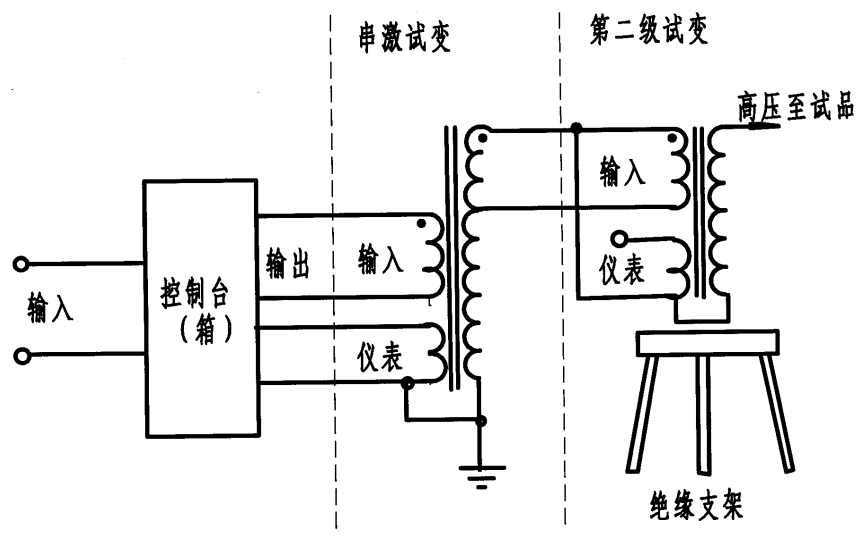 串激试变
第二级试变
高压至试品
输入
输出
输入
仪表
输入
控制台
（箱）
仪表
绝缘支架